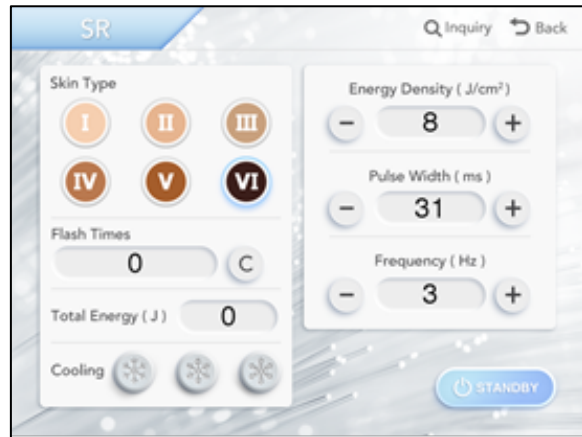 SR
Inquiry
Back
Skin Type
I II III
IV V VI
Flash Times
0 C
Total Energy ( J ) 0
Cooling
Energy Density ( J/cm² )
− 8 +
Pulse Width ( ms )
− 31 +
Frequency ( Hz )
− 3 +
STANDBY